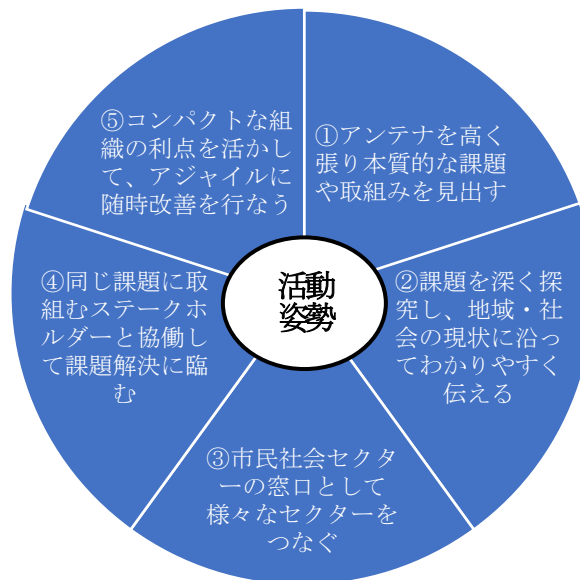 ①アンテナを高く
張り本質的な課題
や取組みを見出す
②課題を深く探
究し、地域・社
会の現状に沿っ
てわかりやすく
伝える
③市民社会セクタ
ーの窓口として
様々なセクターを
つなぐ
④同じ課題に取
組むステークホ
ルダーと協働し
て課題解決に臨
む
⑤コンパクトな組
織の利点を活かし
て、アジャイルに
随時改善を行なう
活動
姿勢